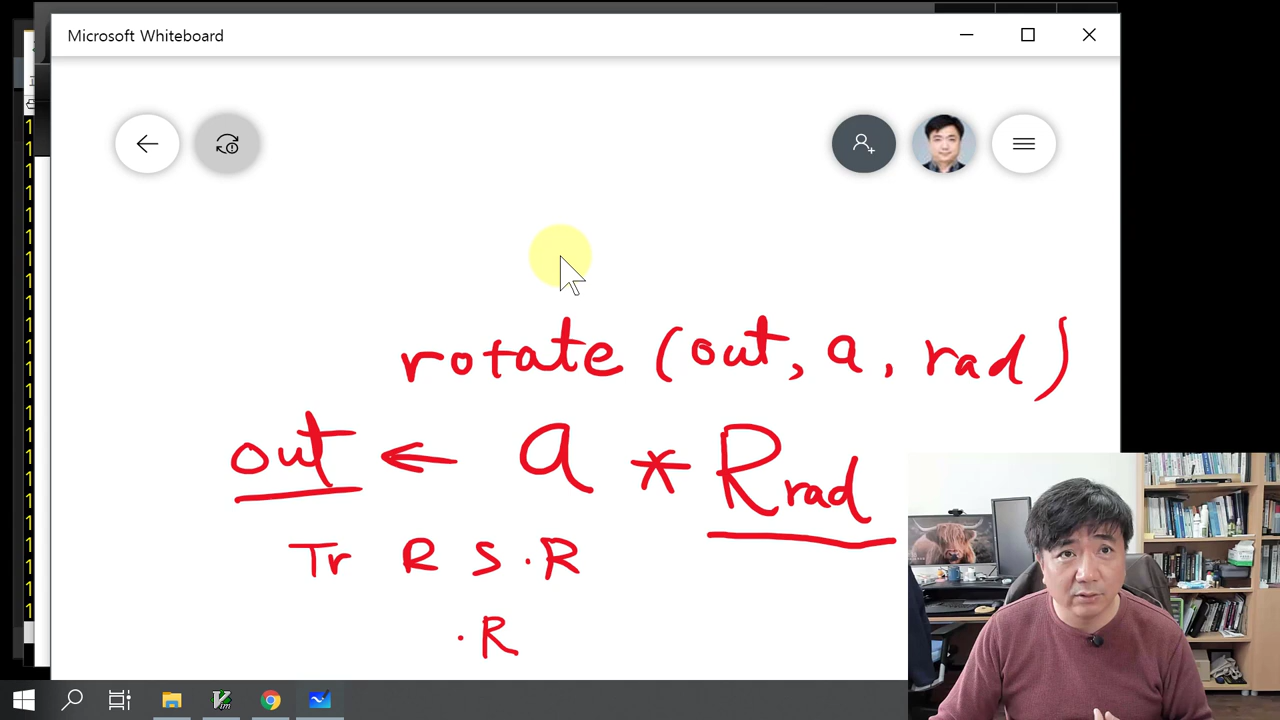 Microsoft Whiteboard
rotate (out, a, rad)
out ← a * Rrad
Tr R S · R
· R